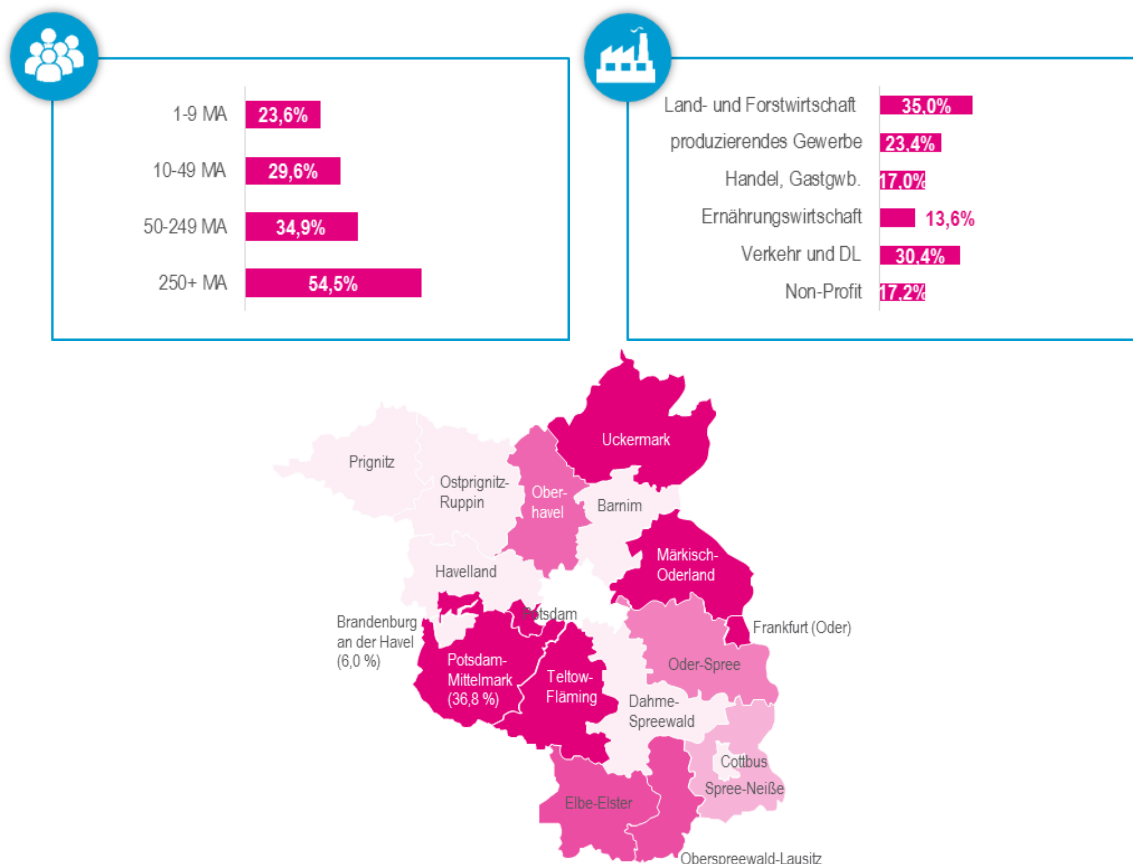 1-9 MA
23,6%
10-49 MA
29,6%
50-249 MA
34,9%
250+ MA
54,5%
Land- und Forstwirtschaft
35,0%
produzierendes Gewerbe
23,4%
Handel, Gastgwb.
17,0%
Ernährungswirtschaft
13,6%
Verkehr und DL
30,4%
Non-Profit
17,2%
Uckermark
Prignitz
Ostprignitz-
Ruppin
Ober-
havel
Barnim
Märkisch-
Oderland
Havelland
Potsdam
Brandenburg
an der Havel
(6,0 %)
Frankfurt (Oder)
Potsdam-
Mittelmark
(36,8 %)
Teltow-
Fläming
Oder-Spree
Dahme-
Spreewald
Cottbus
Spree-Neiße
Elbe-Elster
Oberspreewald-Lausitz